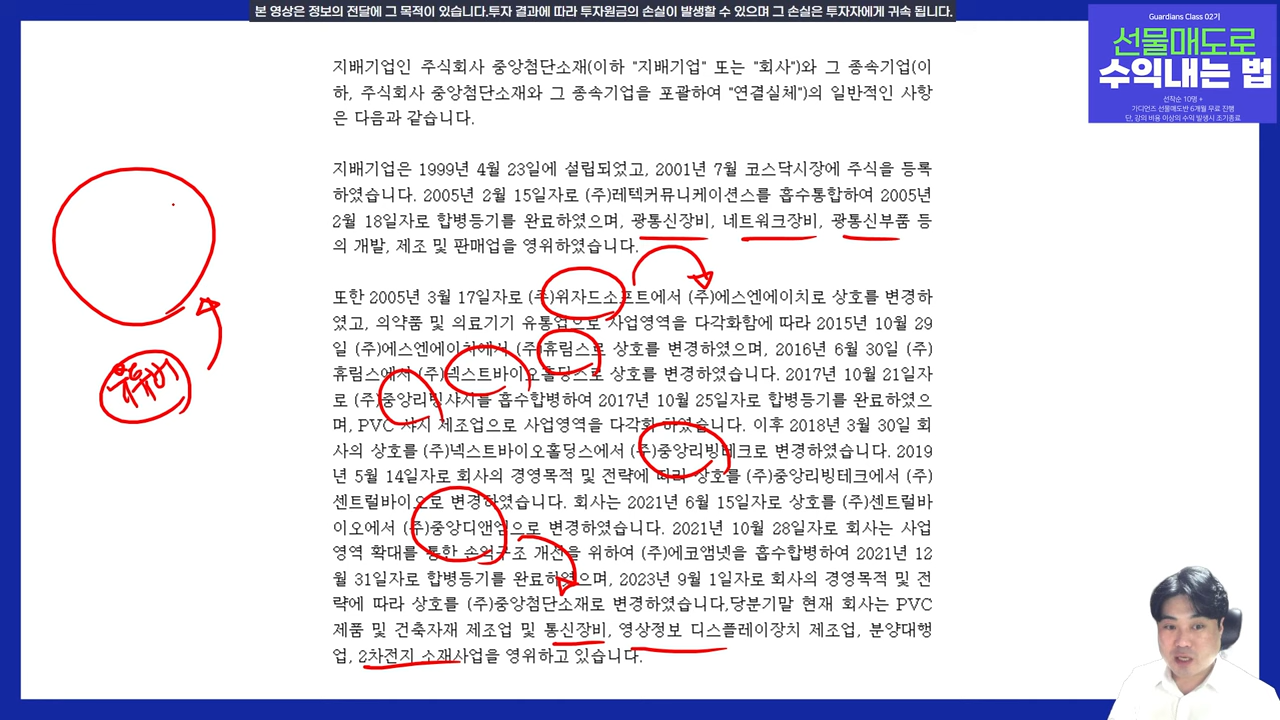 본 영상은 정보의 전달에 그 목적이 있습니다.투자 결과에 따라 투자원금의 손실이 발생할 수 있으며 그 손실은 투자자에게 귀속 됩니다.
Guardians Class 02기
선물매도로
수익내는 법
선착순 10명 +
가디언즈 선물매도반 6개월 무료 진행
단, 강의 비용 이상의 수익 발생시 조기종료
지배기업인 주식회사 중앙첨단소재(이하 "지배기업" 또는 "회사")와 그 종속기업(이
하, 주식회사 중앙첨단소재와 그 종속기업을 포괄하여 "연결실체")의 일반적인 사항
은 다음과 같습니다.
지배기업은 1999년 4월 23일에 설립되었고, 2001년 7월 코스닥시장에 주식을 등록
하였습니다. 2005년 2월 15일자로 (주)레텍커뮤니케이션스를 흡수통합하여 2005년
2월 18일자로 합병등기를 완료하였으며, 광통신장비, 네트워크장비, 광통신부품 등
의 개발, 제조 및 판매업을 영위하였습니다.
또한 2005년 3월 17일자로 (주)위자드소프트에서 (주)에스엔에이치로 상호를 변경하
였고, 의약품 및 의료기기 유통업으로 사업영역을 다각화함에 따라 2015년 10월 29
일 (주)에스엔에이치에서 (주)휴림스로 상호를 변경하였으며, 2016년 6월 30일 (주)
휴림스에서 (주)넥스트바이오홀딩스로 상호를 변경하였습니다. 2017년 10월 21일자
로 (주)중앙리빙샤시를 흡수합병하여 2017년 10월 25일자로 합병등기를 완료하였으
며, PVC 샤시 제조업으로 사업영역을 다각화 하였습니다. 이후 2018년 3월 30일 회
사의 상호를 (주)넥스트바이오홀딩스에서 (주)중앙리빙테크로 변경하였습니다. 2019
년 5월 14일자로 회사의 경영목적 및 전략에 따라 상호를 (주)중앙리빙테크에서 (주)
센트럴바이오로 변경하였습니다. 회사는 2021년 6월 15일자로 상호를 (주)센트럴바
이오에서 (주)중앙디앤엠으로 변경하였습니다. 2021년 10월 28일자로 회사는 사업
영역 확대를 통한 손익구조 개선을 위하여 (주)에코앰넷을 흡수합병하여 2021년 12
월 31일자로 합병등기를 완료하였으며, 2023년 9월 1일자로 회사의 경영목적 및 전
략에 따라 상호를 (주)중앙첨단소재로 변경하였습니다,당분기말 현재 회사는 PVC
제품 및 건축자재 제조업 및 통신장비, 영상정보 디스플레이장치 제조업, 분양대행
업, 2차전지 소재사업을 영위하고 있습니다.